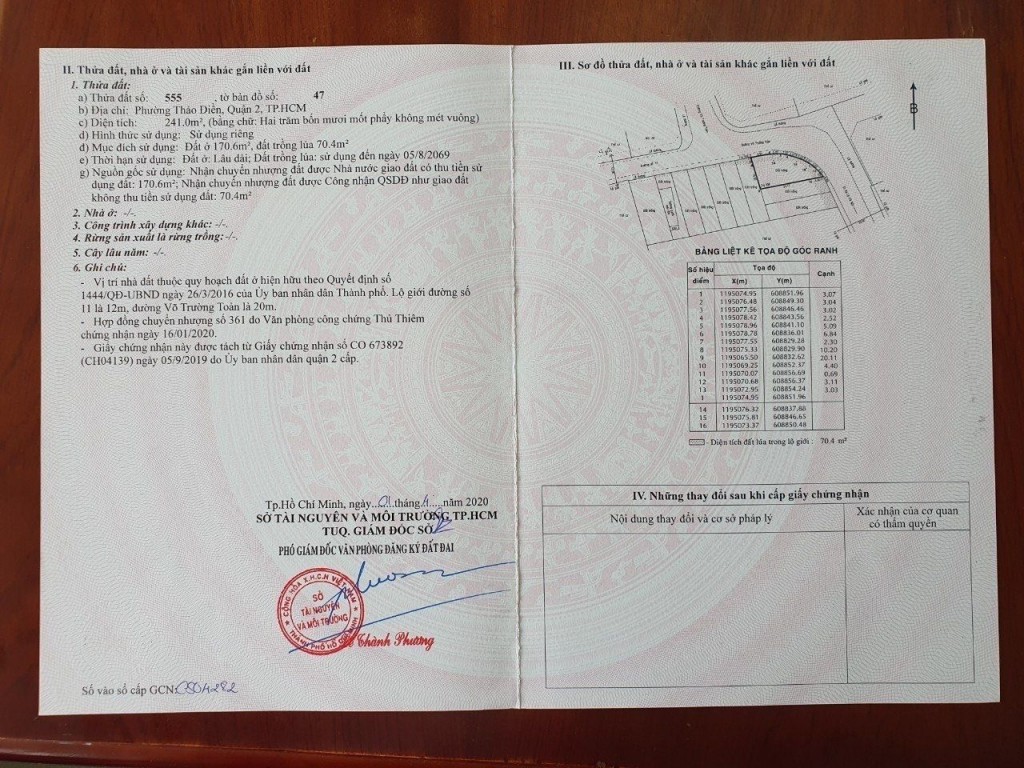 II. Thửa đất, nhà ở và tài sản khác gắn liền với đất
1. Thửa đất:
a) Thửa đất số: 555 , tờ bản đồ số: 47
b) Địa chỉ: Phường Thảo Điền, Quận 2, TP.HCM
c) Diện tích: 241.0m², (bằng chữ: Hai trăm bốn mươi mốt phẩy không mét vuông)
d) Hình thức sử dụng: Sử dụng riêng
đ) Mục đích sử dụng: Đất ở 170.6m², đất trồng lúa 70.4m²
e) Thời hạn sử dụng: Đất ở: Lâu dài; Đất trồng lúa: sử dụng đến ngày 05/8/2069
g) Nguồn gốc sử dụng: Nhận chuyển nhượng đất được Nhà nước giao đất có thu tiền sử
dụng đất: 170.6m²; Nhận chuyển nhượng đất được Công nhận QSDĐ như giao đất
không thu tiền sử dụng đất: 70.4m²
2. Nhà ở: -/-.
3. Công trình xây dựng khác: -/-.
4. Rừng sản xuất là rừng trồng: -/-.
5. Cây lâu năm: -/-.
6. Ghi chú:
- Vị trí nhà đất thuộc quy hoạch đất ở hiện hữu theo Quyết định số
1444/QĐ-UBND ngày 26/3/2016 của Ủy ban nhân dân Thành phố. Lộ giới đường số
11 là 12m, đường Võ Trường Toản là 20m.
- Hợp đồng chuyển nhượng số 361 do Văn phòng công chứng Thủ Thiêm
chứng nhận ngày 16/01/2020.
- Giấy chứng nhận này được tách từ Giấy chứng nhận số CO 673892
(CH04139) ngày 05/9/2019 do Ủy ban nhân dân quận 2 cấp.
Tp.Hồ Chí Minh, ngày 01 tháng 4 năm 2020
SỞ TÀI NGUYÊN VÀ MÔI TRƯỜNG TP.HCM
TUQ. GIÁM ĐỐC SỞ
PHÓ GIÁM ĐỐC VĂN PHÒNG ĐĂNG KÝ ĐẤT ĐAI
CỘNG HÒA X.H.C.N VIỆT NAM
SỞ
TÀI NGUYÊN
VÀ MÔI TRƯỜNG
THÀNH PHỐ HỒ CHÍ MINH
Thành Phương
Số vào sổ cấp GCN:
III. Sơ đồ thửa đất, nhà ở và tài sản khác gắn liền với đất
B
BẢNG LIỆT KÊ TỌA ĐỘ GÓC RANH
Số hiệu điểm Tọa độ Cạnh
X(m) Y(m)
1 1195074.95 608851.96 3.07
2 1195076.48 608849.30 3.04
3 1195077.56 608846.46 3.02
4 1195078.42 608843.56 2.52
5 1195078.96 608841.10 5.09
6 1195078.78 608836.01 6.84
7 1195077.55 608829.28 2.30
8 1195075.33 608829.90 10.20
9 1195065.50 608832.62 20.11
10 1195069.25 608852.37 4.40
11 1195070.07 608856.69 0.69
12 1195070.68 608856.37 3.11
13 1195072.95 608854.24 3.03
1 1195074.95 608851.96
14 1195076.32 608837.88
15 1195075.81 608846.65
16 1195073.37 608850.48
- Diện tích đất lúa trong lộ giới : 70.4 m²
IV. Những thay đổi sau khi cấp giấy chứng nhận
Nội dung thay đổi và cơ sở pháp lý
Xác nhận của cơ quan
có thẩm quyền